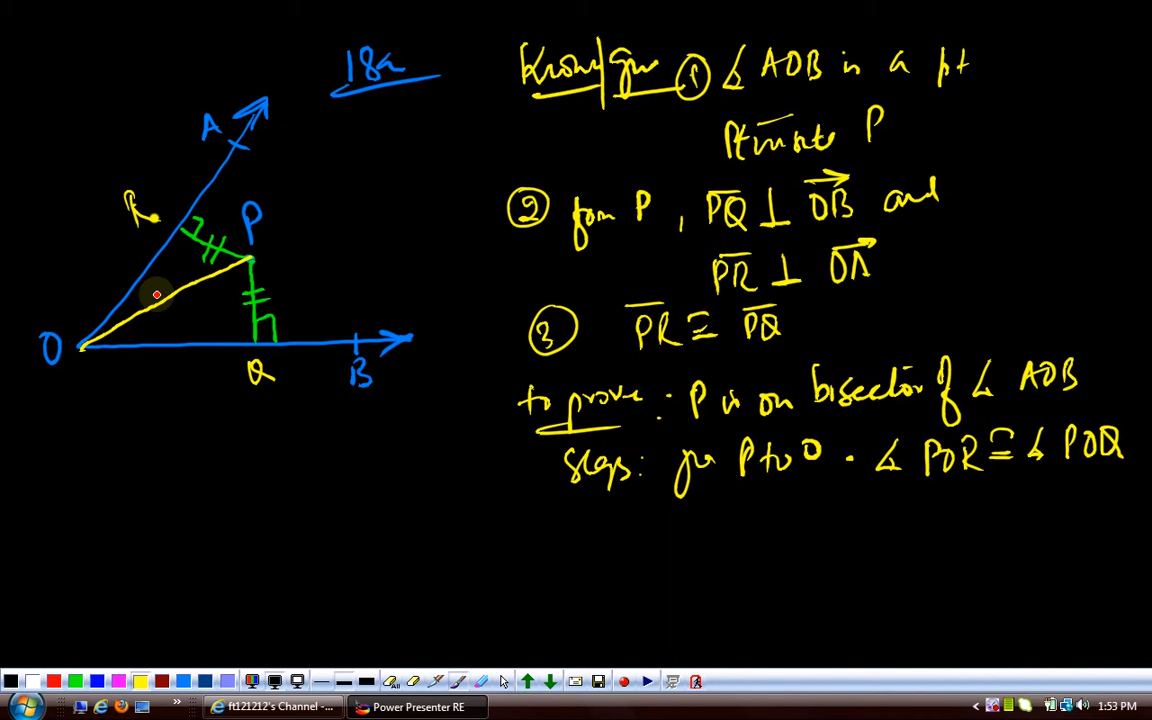 18a
Known/Given ① ∡ AOB is a pt
P
② from P, PQ ⊥ OB and
PR ⊥ OA
③ PR ≅ PQ
to prove : P is on bisector of ∡ AOB
Steps: join P to O . ∡ POR ≅ ∡ POQ
A
R
P
O
Q
B
ft121212's Channel - ...
Power Presenter RE
1:53 PM